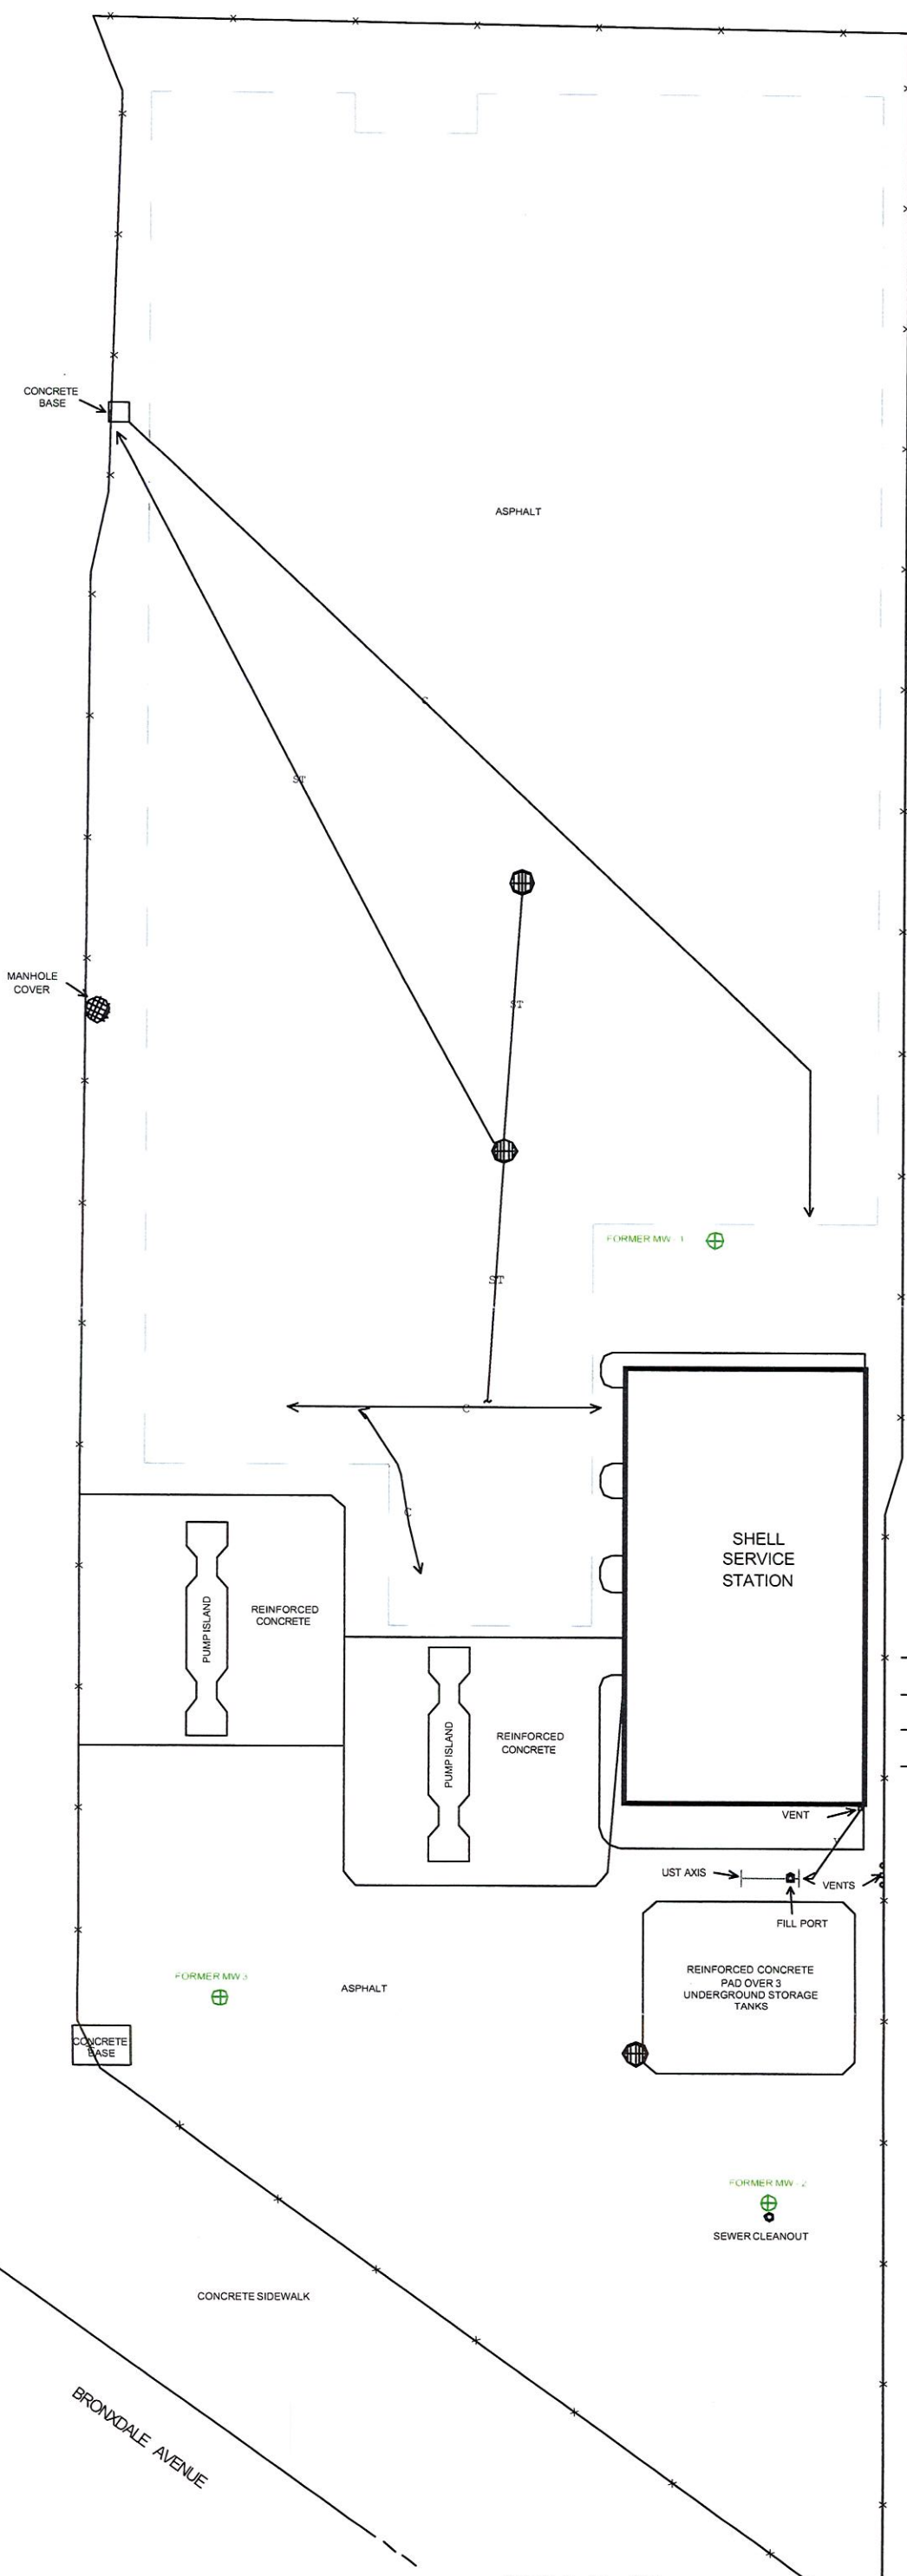 CONCRETE
BASE
ASPHALT
C
ST
MANHOLE
COVER
ST
FORMER MW - 1
ST
C
C
SHELL
SERVICE
STATION
PUMP ISLAND
REINFORCED
CONCRETE
PUMP ISLAND
REINFORCED
CONCRETE
VENT
V
UST AXIS
VENTS
FILL PORT
REINFORCED CONCRETE
PAD OVER 3
UNDERGROUND STORAGE
TANKS
FORMER MW 3
ASPHALT
CONCRETE
BASE
FORMER MW - 2
SEWER CLEANOUT
CONCRETE SIDEWALK
BRONXDALE AVENUE